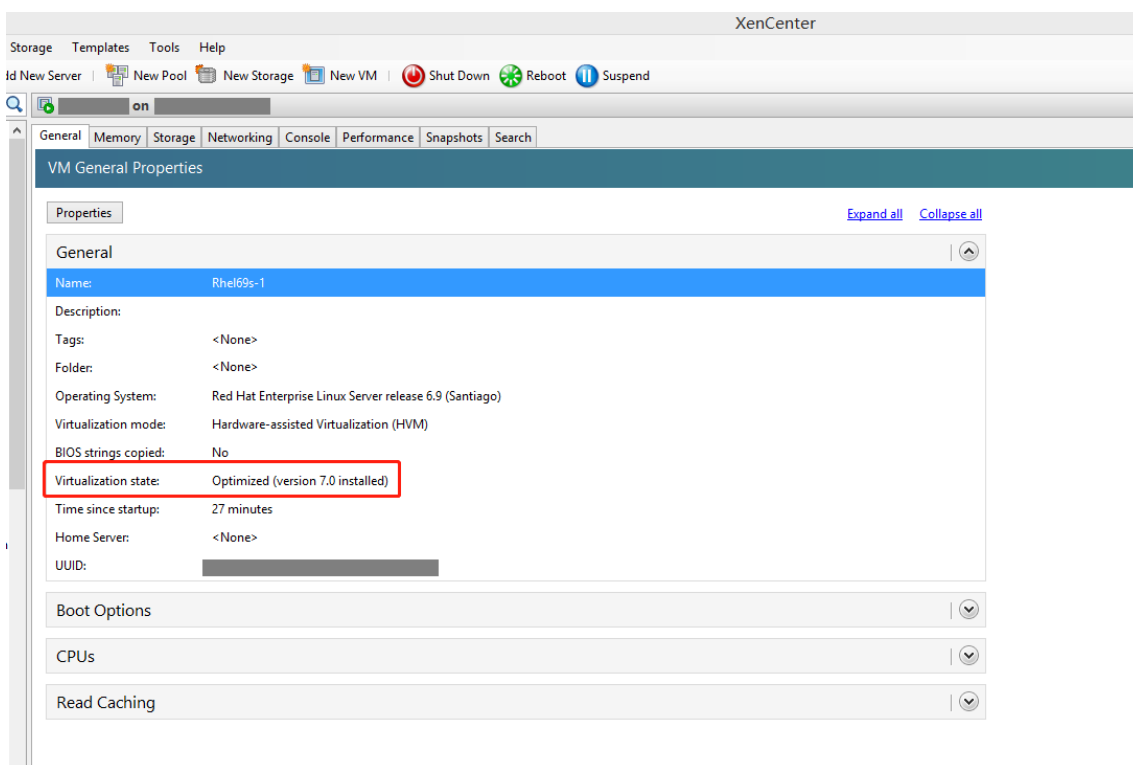 XenCenter
Storage Templates Tools Help
dd New Server New Pool New Storage New VM Shut Down Reboot Suspend
on
General Memory Storage Networking Console Performance Snapshots Search
VM General Properties
Properties Expand all Collapse all
General
Name: Rhel69s-1
Description:
Tags: <None>
Folder: <None>
Operating System: Red Hat Enterprise Linux Server release 6.9 (Santiago)
Virtualization mode: Hardware-assisted Virtualization (HVM)
BIOS strings copied: No
Virtualization state: Optimized (version 7.0 installed)
Time since startup: 27 minutes
Home Server: <None>
UUID:
Boot Options
CPUs
Read Caching